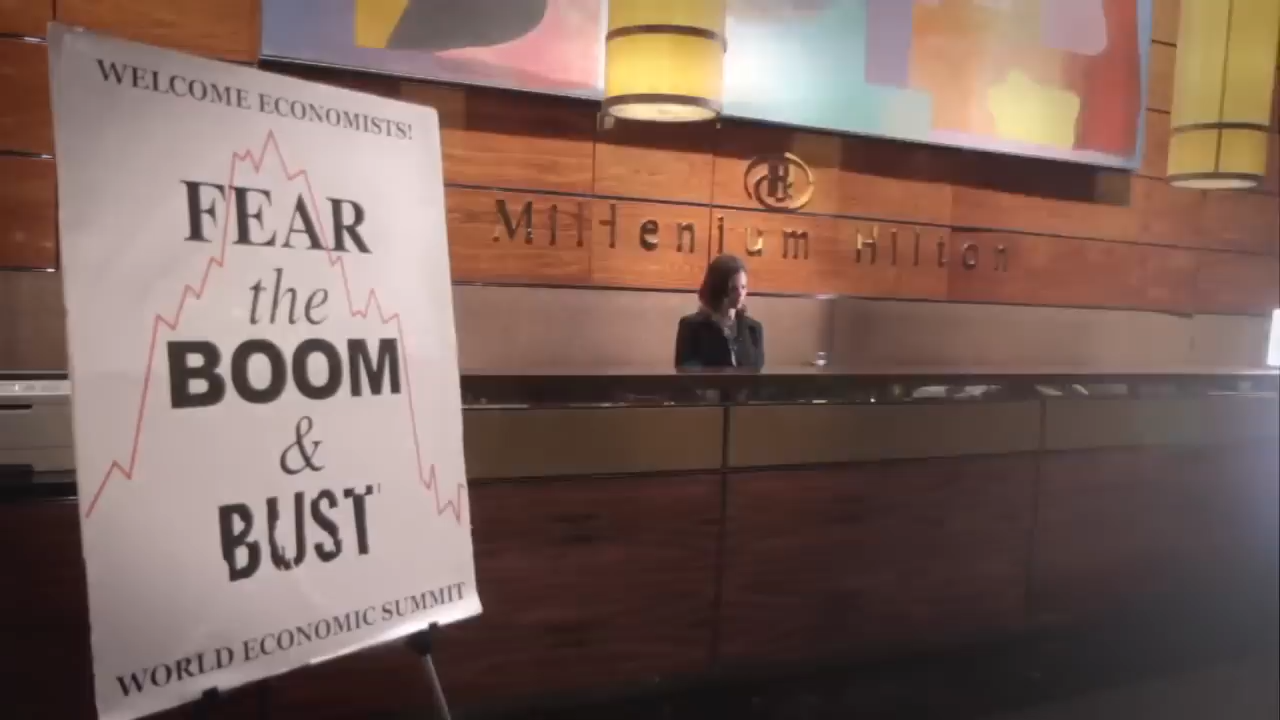 WELCOME ECONOMISTS!
FEAR
the
BOOM
&
BUST
WORLD ECONOMIC SUMMIT
Millenium Hilton